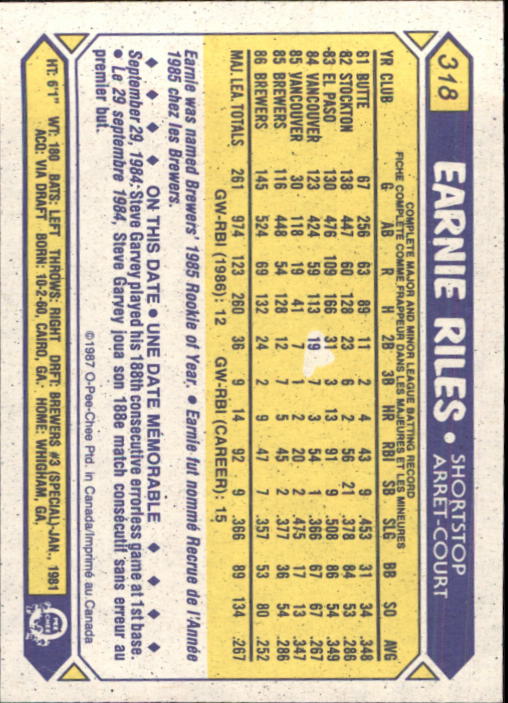 318
EARNIE RILES • SHORTSTOP
ARRET-COURT
COMPLETE MAJOR AND MINOR LEAGUE BATTING RECORD
FICHE COMPLÈTE COMME FRAPPEUR DANS LES MAJEURES ET LES MINEURES
YR CLUB G AB R H 2B 3B HR RBI SB SLG BB SO AVG
81 BUTTE 67 256 63 89 11 2 4 43 9 .453 31 34 .348
82 STOCKTON 138 447 60 128 23 6 2 56 21 .378 84 53 .286
-83 EL PASO 130 476 109 166 31 3 13 91 9 .508 86 54 .349
84 VANCOUVER 123 424 59 113 19 7 3 54 1 .366 67 67 .267
85 VANCOUVER 30 118 19 41 7 1 2 20 2 .475 17 13 .347
85 BREWERS 116 448 54 128 12 7 5 45 2 .377 36 54 .286
86 BREWERS 145 524 69 132 24 2 9 47 7 .357 53 80 .252
MAJ. LEA. TOTALS 261 974 123 260 36 9 14 92 9 .366 89 134 .267
GW-RBI (1986): 12 GW-RBI (CAREER): 15
Earnie was named Brewers' 1985 Rookie of Year. • Earnie fut nommé Recrue de l'Année
1985 chez les Brewers.
ON THIS DATE • UNE DATE MÉMORABLE
September 29, 1984: Steve Garvey played his 188th consecutive errorless game at 1st base.
• Le 29 septembre 1984, Steve Garvey joua son 188e match consécutif sans erreur au
premier but.
©1987 O-Pee-Chee Ptd. in Canada/Imprimé au Canada
HT: 6'1" WT: 180 BATS: LEFT THROWS: RIGHT DRFT: BREWERS #3 (SPECIAL)-JAN., 1981
ACQ: VIA DRAFT BORN: 10-2-60, CAIRO, GA. HOME: WHIGHAM, GA.
O PEE CHEE